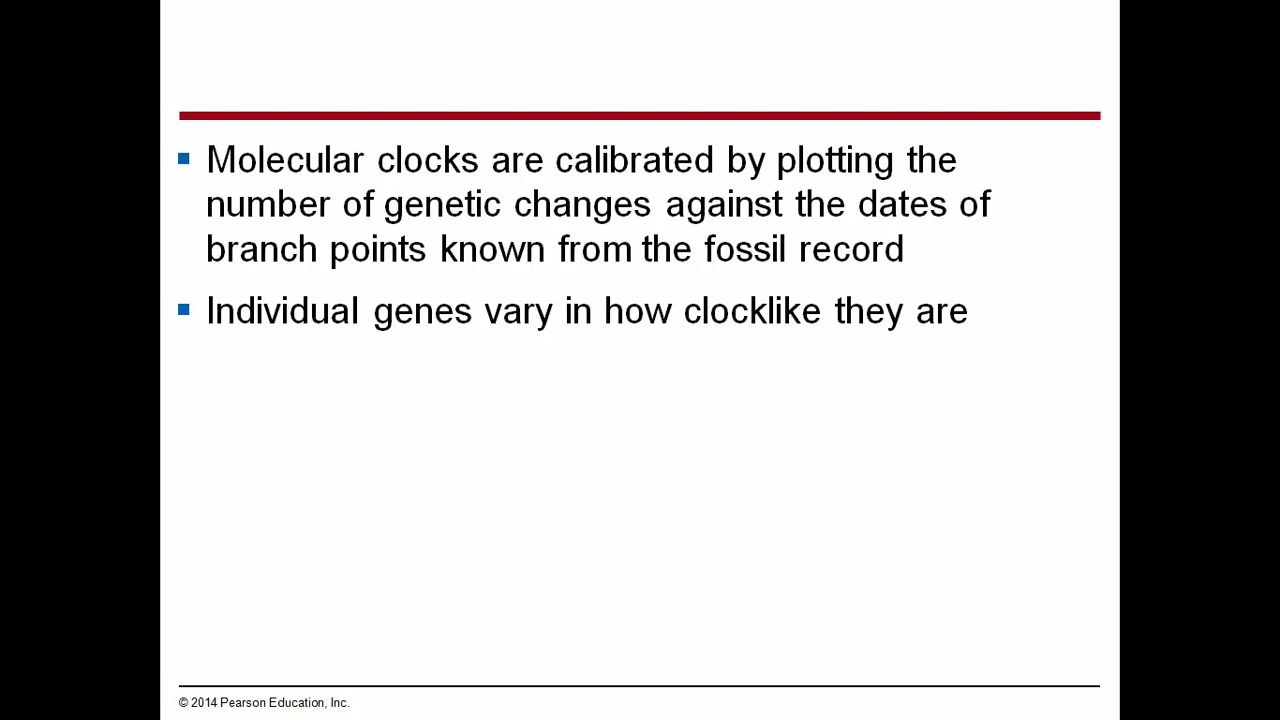 Molecular clocks are calibrated by plotting the
number of genetic changes against the dates of
branch points known from the fossil record
Individual genes vary in how clocklike they are
© 2014 Pearson Education, Inc.